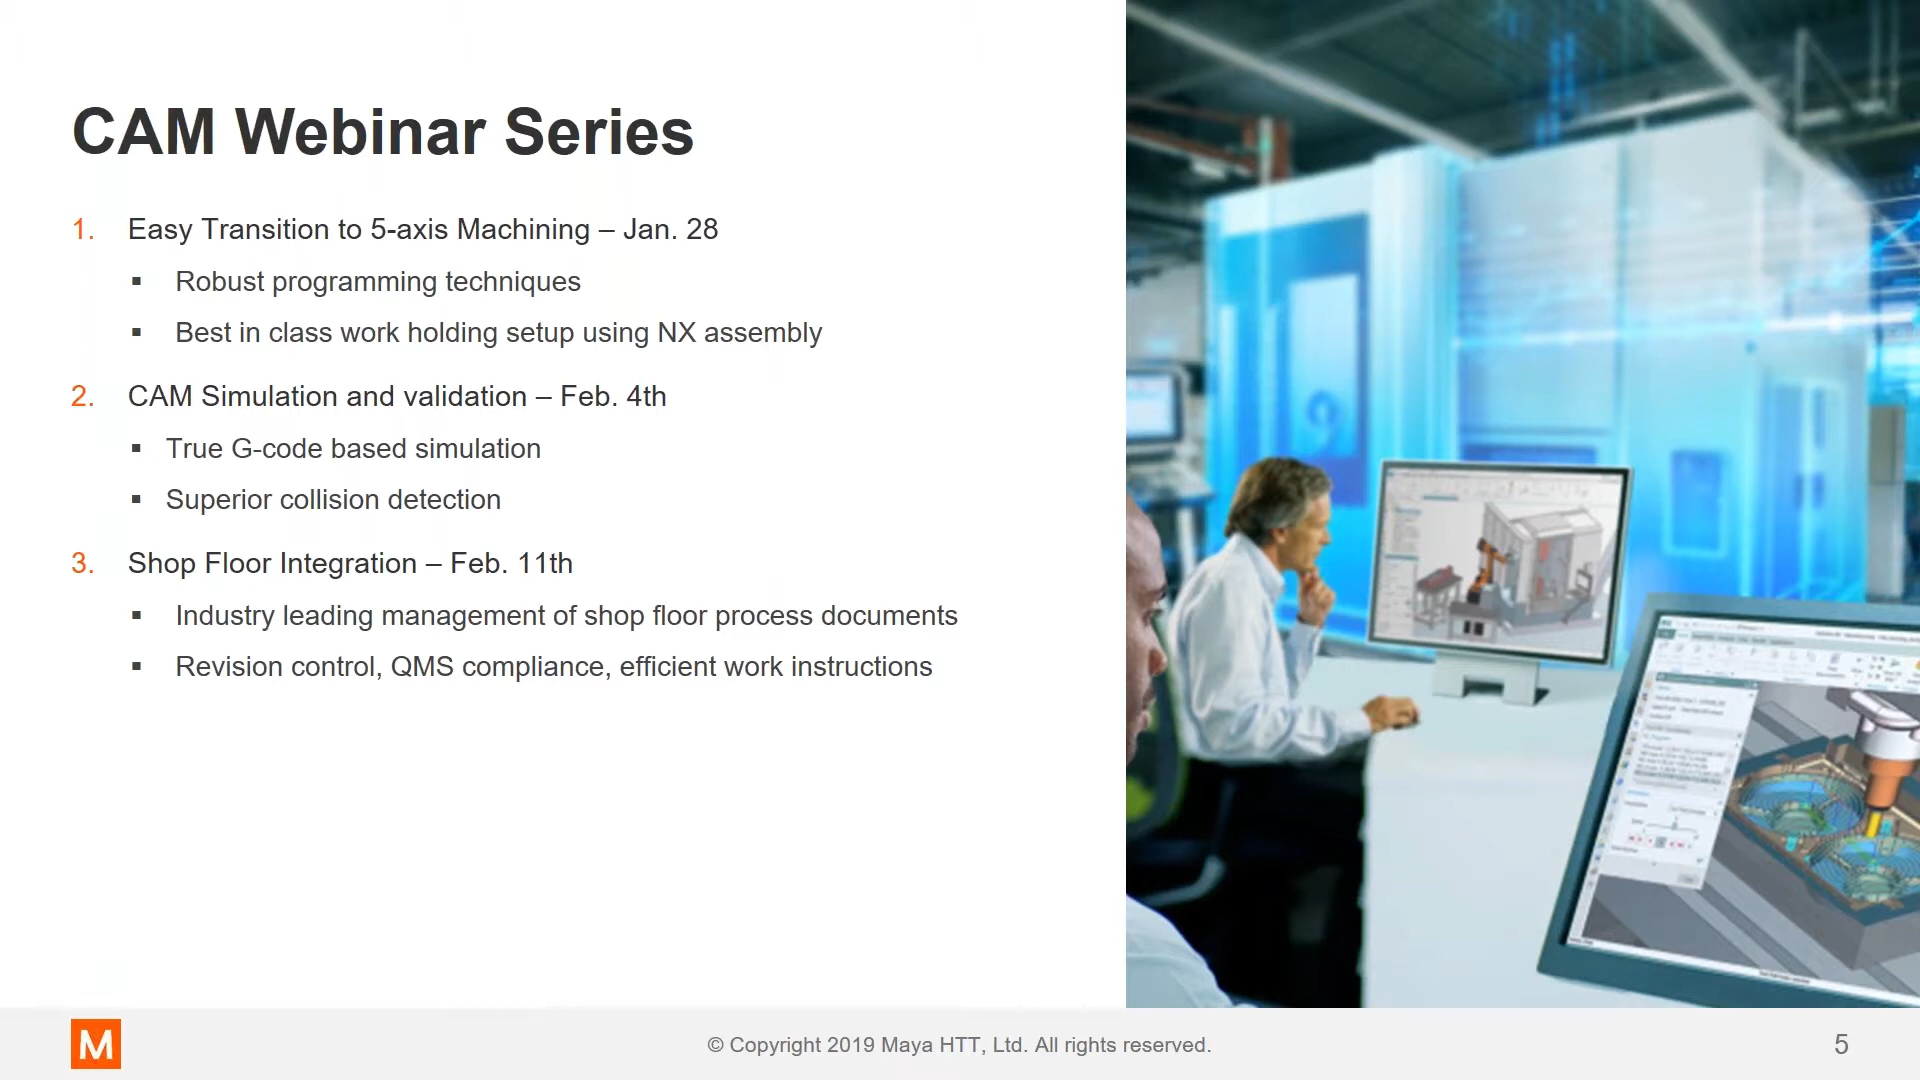 CAM Webinar Series
1. Easy Transition to 5-axis Machining – Jan. 28
▪ Robust programming techniques
▪ Best in class work holding setup using NX assembly
2. CAM Simulation and validation – Feb. 4th
▪ True G-code based simulation
▪ Superior collision detection
3. Shop Floor Integration – Feb. 11th
▪ Industry leading management of shop floor process documents
▪ Revision control, QMS compliance, efficient work instructions
M
© Copyright 2019 Maya HTT, Ltd. All rights reserved.
5